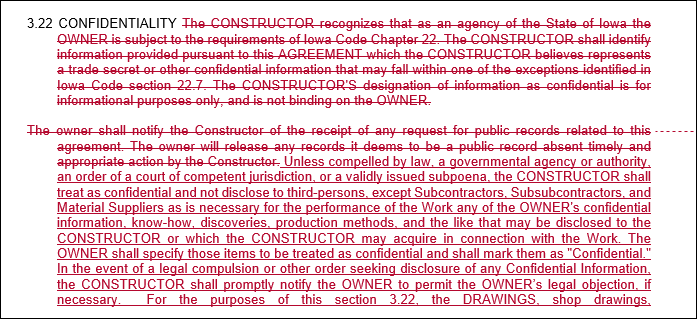 3.22 CONFIDENTIALITY The CONSTRUCTOR recognizes that as an agency of the State of Iowa the
OWNER is subject to the requirements of Iowa Code Chapter 22. The CONSTRUCTOR shall identify
information provided pursuant to this AGREEMENT which the CONSTRUCTOR believes represents
a trade secret or other confidential information that may fall within one of the exceptions identified in
Iowa Code section 22.7. The CONSTRUCTOR'S designation of information as confidential is for
informational purposes only, and is not binding on the OWNER.
The owner shall notify the Constructor of the receipt of any request for public records related to this
agreement. The owner will release any records it deems to be a public record absent timely and
appropriate action by the Constructor. Unless compelled by law, a governmental agency or authority,
an order of a court of competent jurisdiction, or a validly issued subpoena, the CONSTRUCTOR shall
treat as confidential and not disclose to third-persons, except Subcontractors, Subsubcontractors, and
Material Suppliers as is necessary for the performance of the Work any of the OWNER's confidential
information, know-how, discoveries, production methods, and the like that may be disclosed to the
CONSTRUCTOR or which the CONSTRUCTOR may acquire in connection with the Work. The
OWNER shall specify those items to be treated as confidential and shall mark them as "Confidential."
In the event of a legal compulsion or other order seeking disclosure of any Confidential Information,
the CONSTRUCTOR shall promptly notify the OWNER to permit the OWNER's legal objection, if
necessary. For the purposes of this section 3.22, the DRAWINGS, shop drawings,